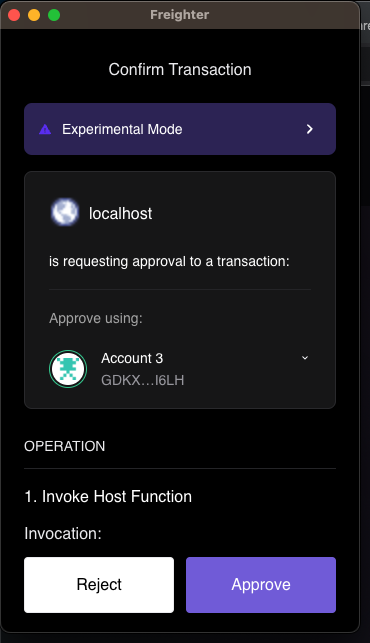 Freighter
Confirm Transaction
Experimental Mode
localhost
is requesting approval to a transaction:
Approve using:
Account 3
GDKX...I6LH
OPERATION
1. Invoke Host Function
Invocation:
Reject
Approve